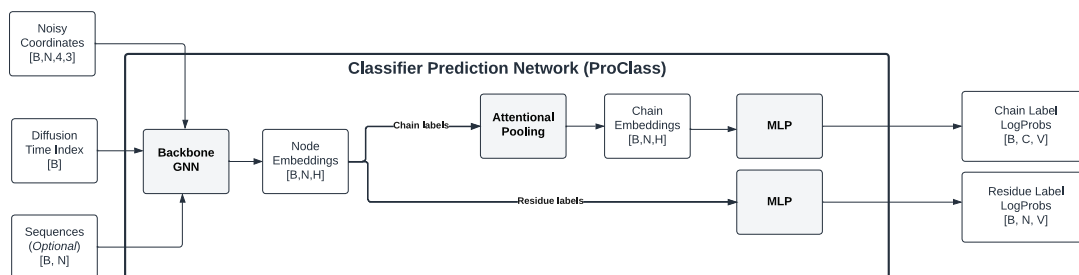 Noisy
Coordinates
[B,N,4,3]
Classifier Prediction Network (ProClass)
Diffusion
Time Index
[B]
Backbone
GNN
Node
Embeddings
[B,N,H]
Chain labels
Attentional
Pooling
Chain
Embeddings
[B,N,H]
MLP
Chain Label
LogProbs
[B, C, V]
Residue labels
MLP
Residue Label
LogProbs
[B, N, V]
Sequences
(Optional)
[B, N]